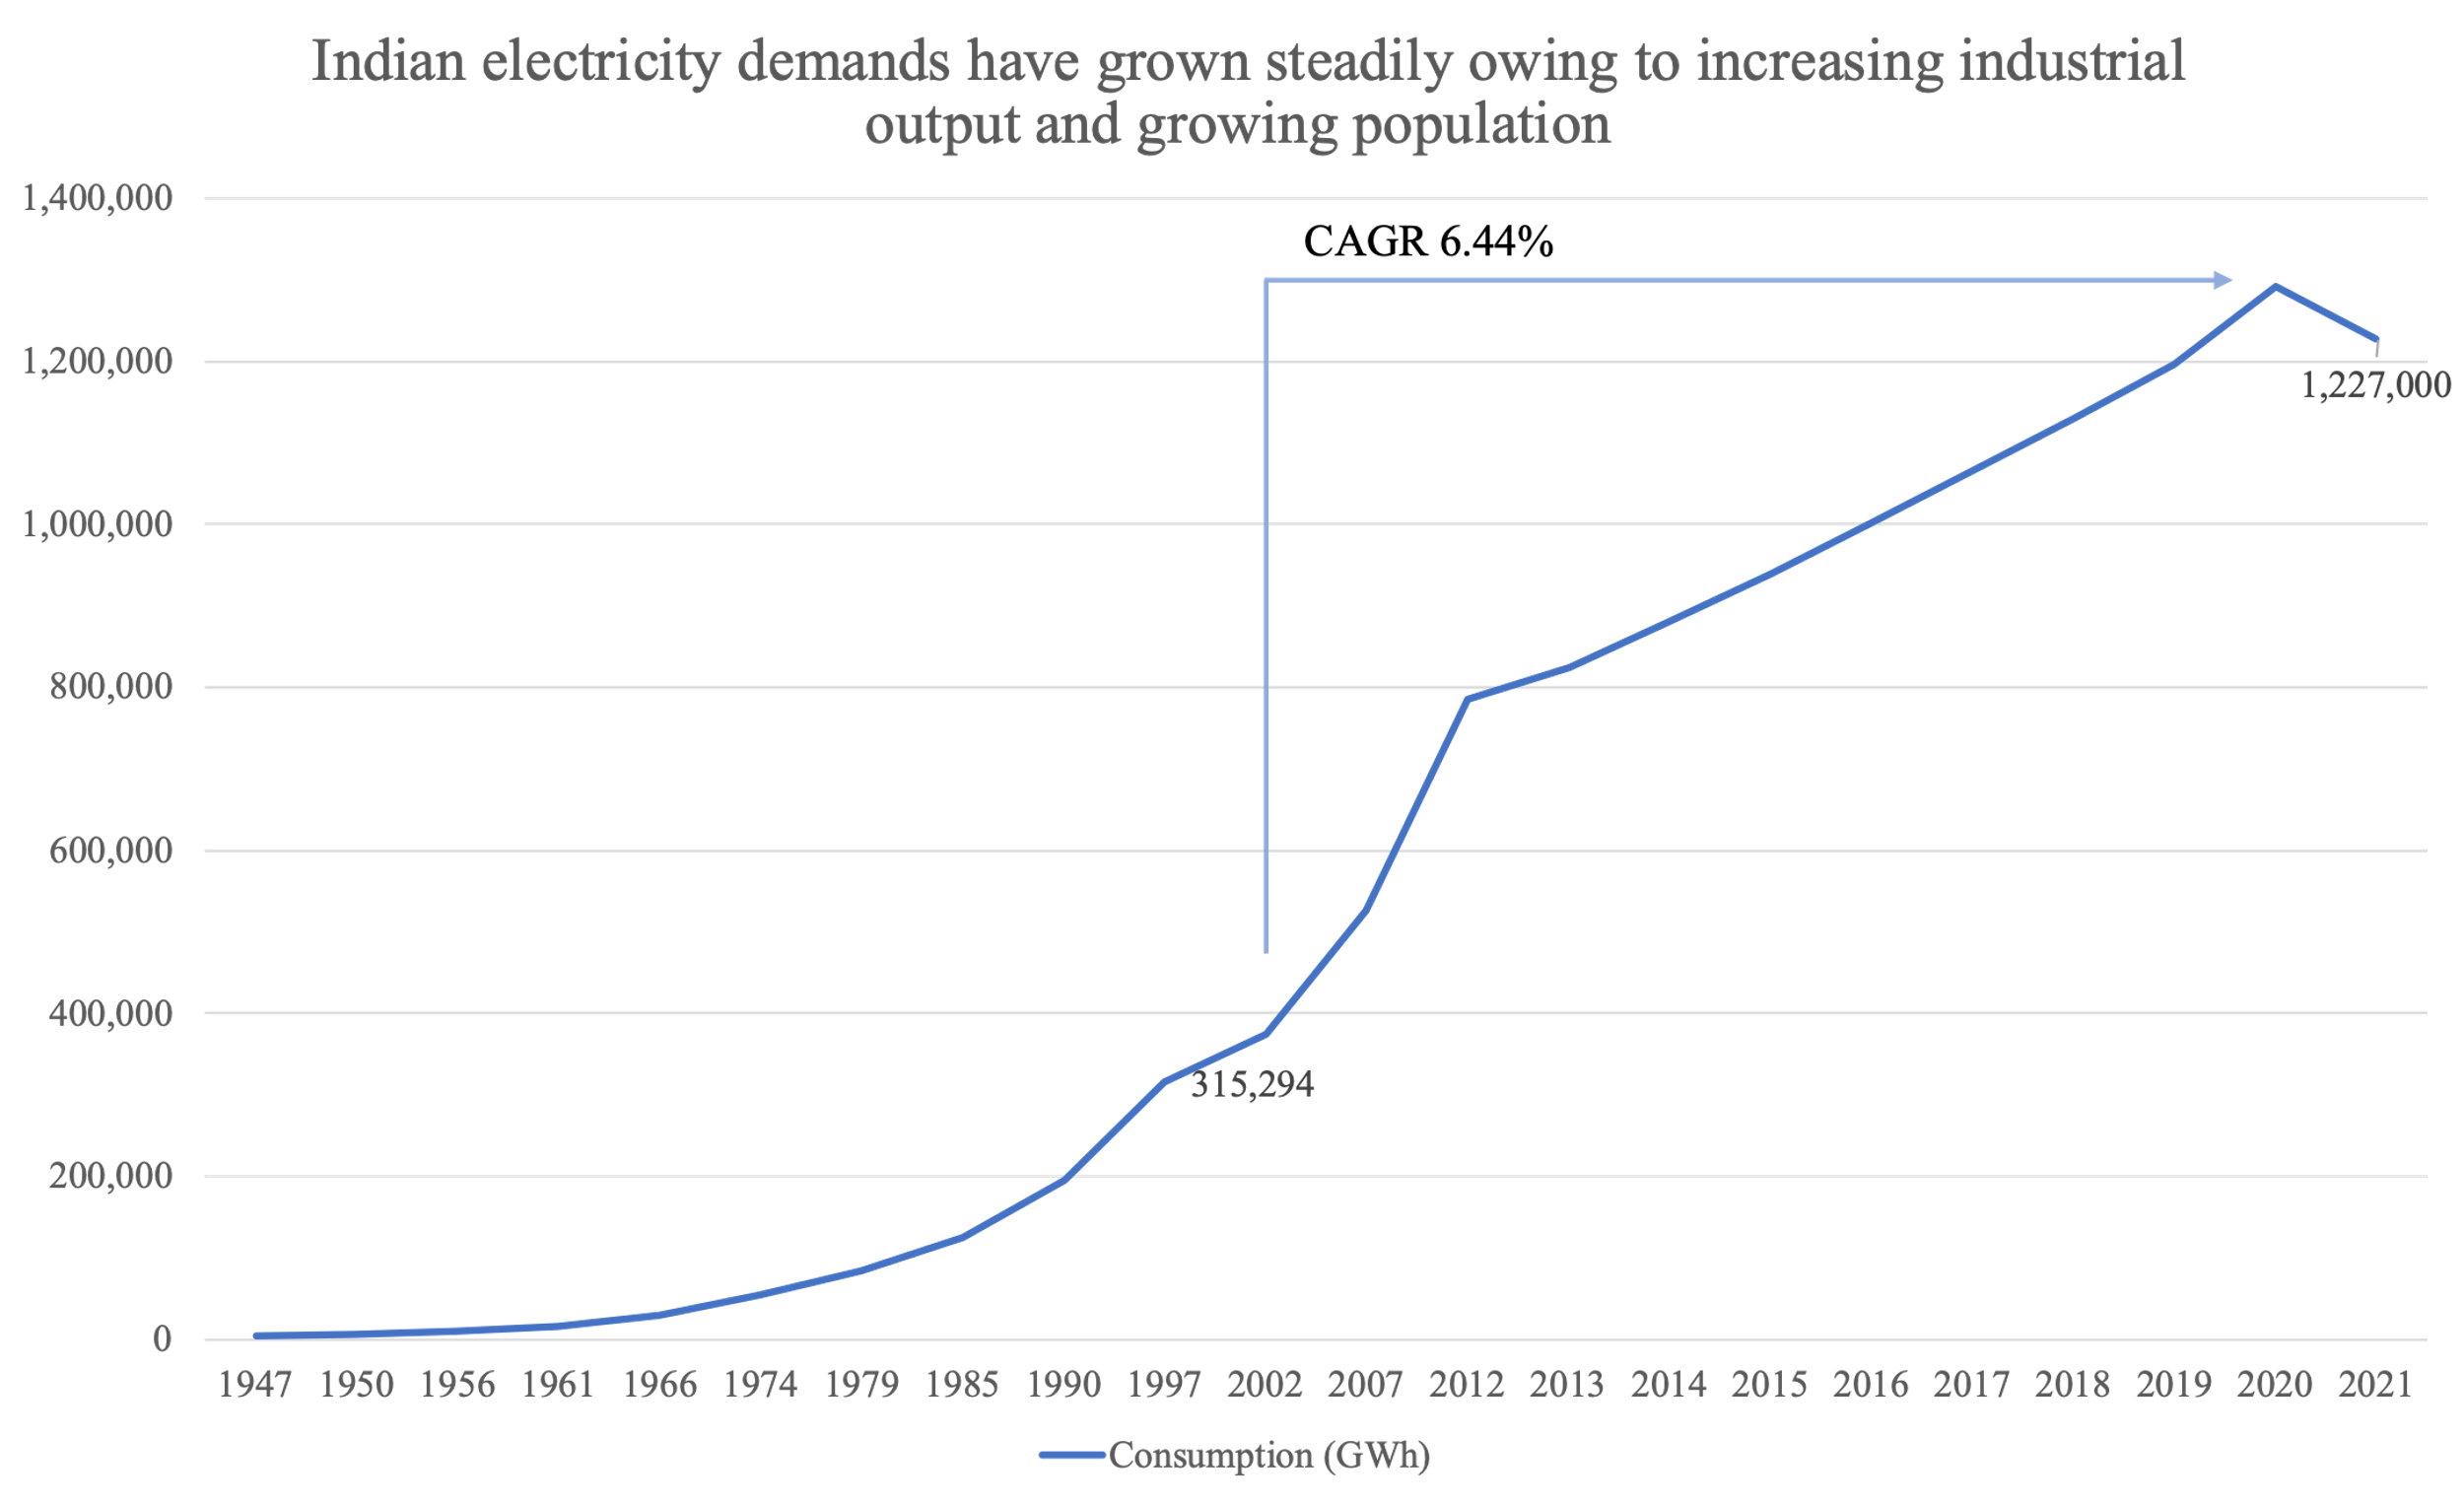 Indian electricity demands have grown steadily owing to increasing industrial
output and growing population
1,400,000
CAGR 6.44%
1,200,000
1,227,000
1,000,000
800,000
600,000
400,000
315,294
200,000
0
1947 1950 1956 1961 1966 1974 1979 1985 1990 1997 2002 2007 2012 2013 2014 2015 2016 2017 2018 2019 2020 2021
Consumption (GWh)